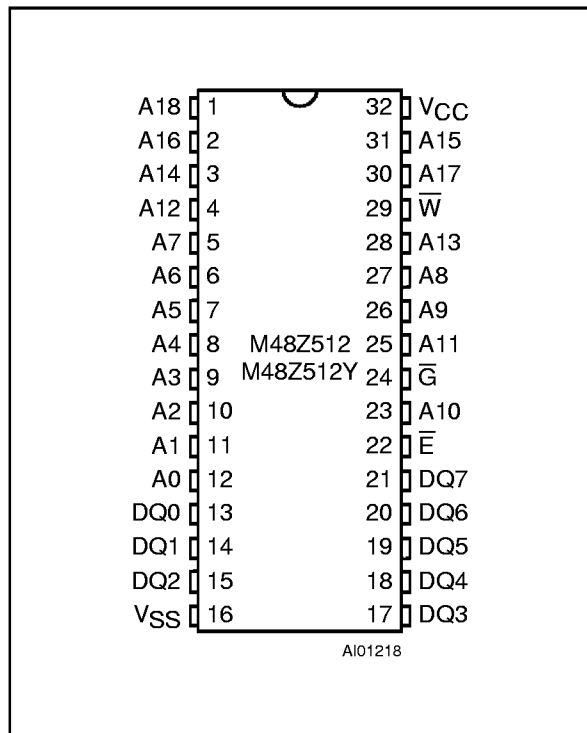 A18 1 32 VCC
A16 2 31 A15
A14 3 30 A17
A12 4 29 W̅
A7 5 28 A13
A6 6 27 A8
A5 7 26 A9
A4 8 M48Z512 25 A11
A3 9 M48Z512Y 24 G̅
A2 10 23 A10
A1 11 22 E̅
A0 12 21 DQ7
DQ0 13 20 DQ6
DQ1 14 19 DQ5
DQ2 15 18 DQ4
VSS 16 17 DQ3
AI01218